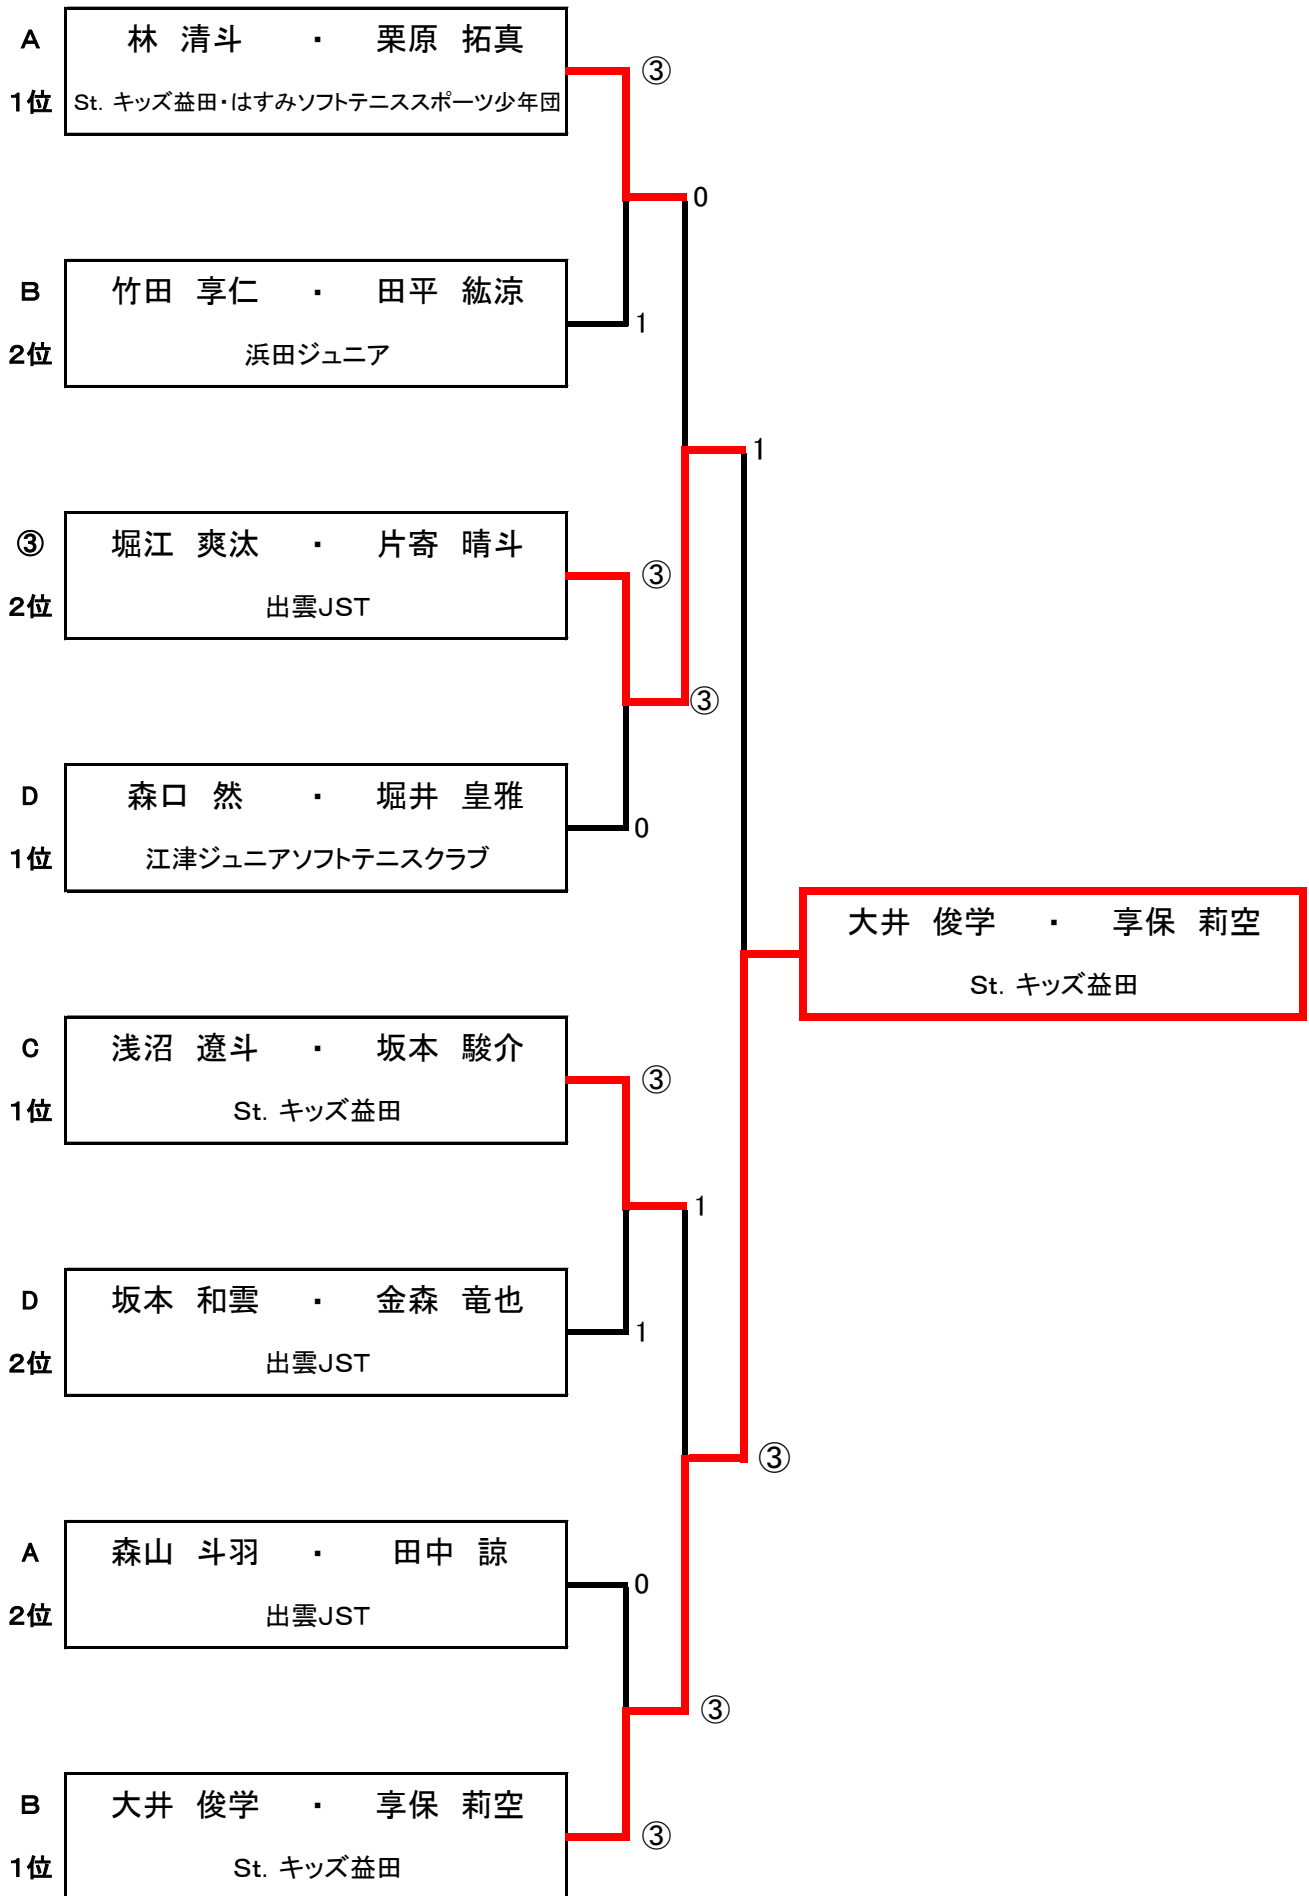 A 林 清斗 ・ 栗原 拓真
③
1位 St. キッズ益田・はすみソフトテニススポーツ少年団
0
B 竹田 享仁 ・ 田平 紘涼
1
2位 浜田ジュニア
1
③ 堀江 爽汰 ・ 片寄 晴斗
③
2位 出雲JST
③
D 森口 然 ・ 堀井 皇雅
0
1位 江津ジュニアソフトテニスクラブ
大井 俊学 ・ 享保 莉空
St. キッズ益田
C 浅沼 遼斗 ・ 坂本 駿介
③
1位 St. キッズ益田
1
D 坂本 和雲 ・ 金森 竜也
1
2位 出雲JST
③
A 森山 斗羽 ・ 田中 諒
0
2位 出雲JST
③
B 大井 俊学 ・ 享保 莉空
③
1位 St. キッズ益田